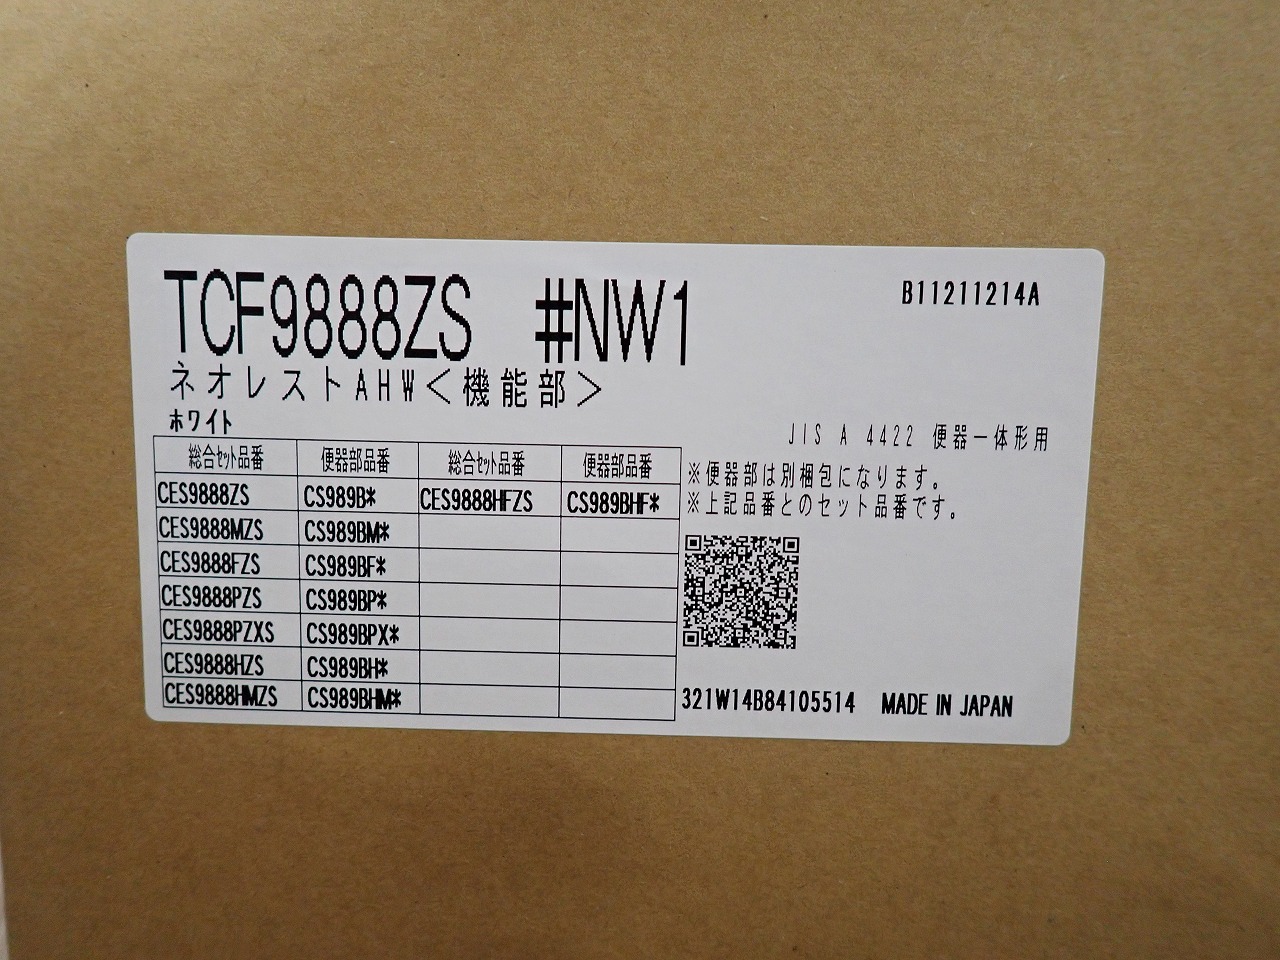 TCF9888ZS #NW1
B11211214A
ネオレストAHW<機能部>
ホワイト
JIS A 4422 便器一体形用
総合セット品番 便器部品番 総合セット品番 便器部品番
CES9888ZS CS989B* CES9888HFZS CS989BHF*
CES9888MZS CS989BM*
CES9888FZS CS989BF*
CES9888PZS CS989BP*
CES9888PZXS CS989BPX*
CES9888HZS CS989BH*
CES9888HMZS CS989BHM*
※便器部は別梱包になります。
※上記品番とのセット品番です。
321W14B84105514 MADE IN JAPAN